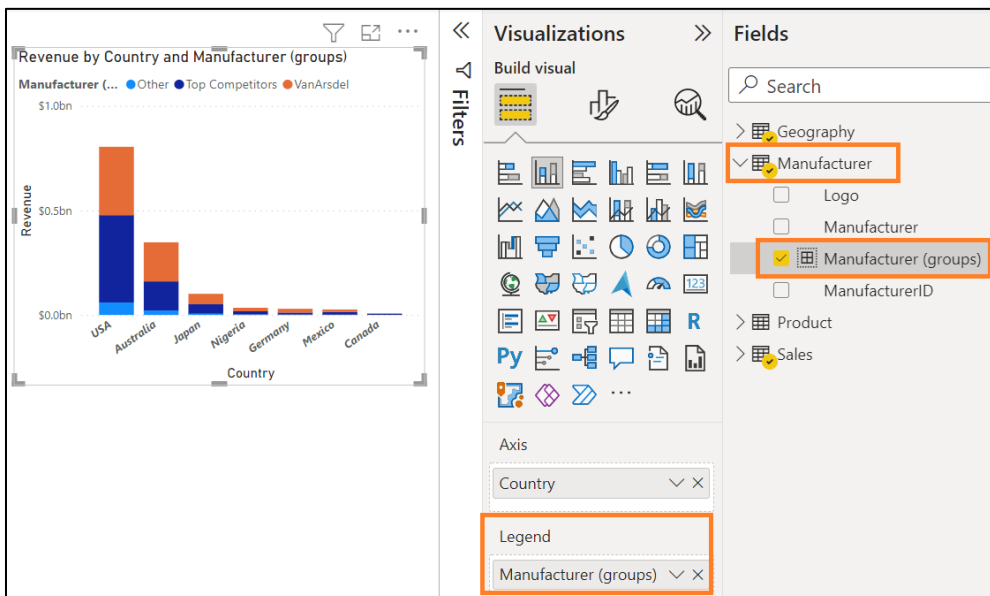 Revenue by Country and Manufacturer (groups)
Manufacturer (... Other Top Competitors VanArsdel
$1.0bn
$0.5bn
$0.0bn
Revenue
USA
Australia
Japan
Nigeria
Germany
Mexico
Canada
Country
Filters
Visualizations
Build visual
123
R
Py
...
Axis
Country
Legend
Manufacturer (groups)
Fields
Search
Geography
Manufacturer
Logo
Manufacturer
Manufacturer (groups)
ManufacturerID
Product
Sales